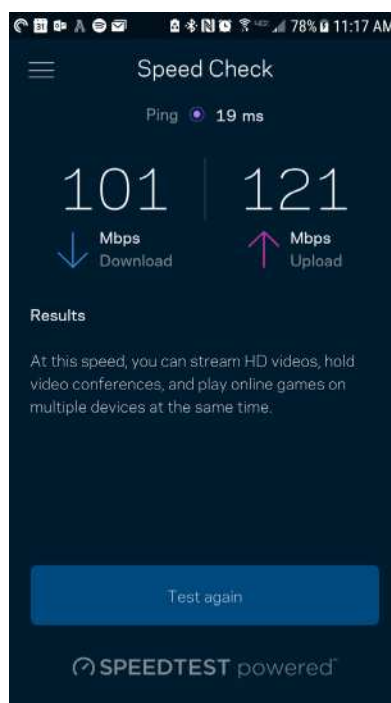 78% 11:17 AM
Speed Check
Ping 19 ms
101 121
Mbps Mbps
Download Upload
Results
At this speed, you can stream HD videos, hold
video conferences, and play online games on
multiple devices at the same time.
Test again
SPEEDTEST powered™